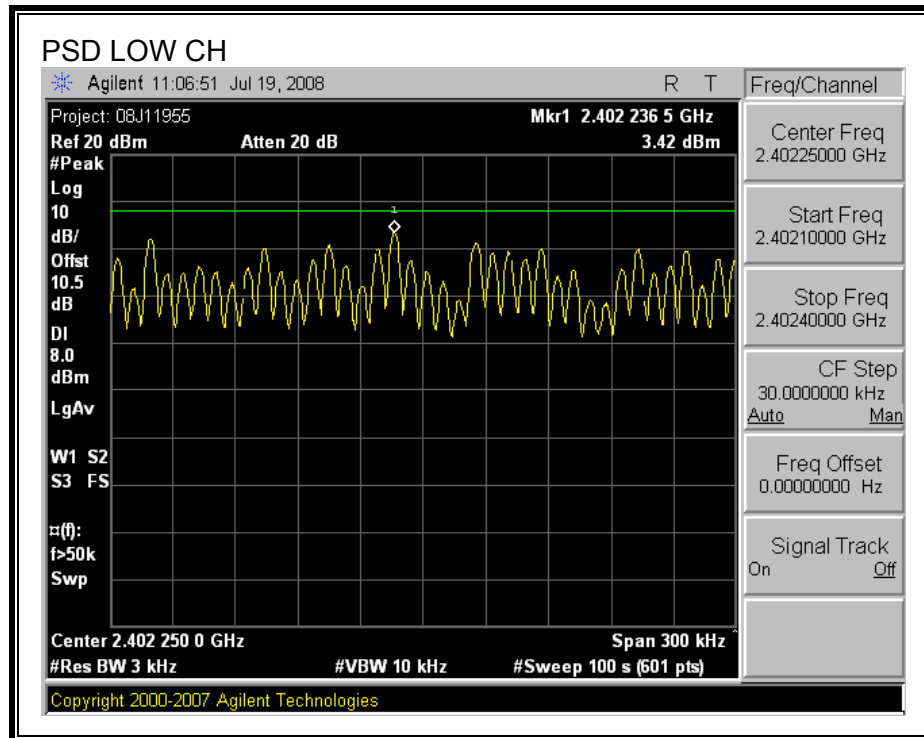 PSD LOW CH
Agilent 11:06:51 Jul 19, 2008 R T
Project: 08J11955 Mkr1 2.402 236 5 GHz
Ref 20 dBm Atten 20 dB 3.42 dBm
#Peak
Log
10
dB/
Offst
10.5
dB
DI
8.0
dBm
LgAv
W1 S2
S3 FS
¤(f):
f>50k
Swp
1
Center 2.402 250 0 GHz Span 300 kHz
#Res BW 3 kHz #VBW 10 kHz #Sweep 100 s (601 pts)
Copyright 2000-2007 Agilent Technologies
Freq/Channel
Center Freq
2.40225000 GHz
Start Freq
2.40210000 GHz
Stop Freq
2.40240000 GHz
CF Step
30.0000000 kHz
Auto Man
Freq Offset
0.00000000 Hz
Signal Track
On Off